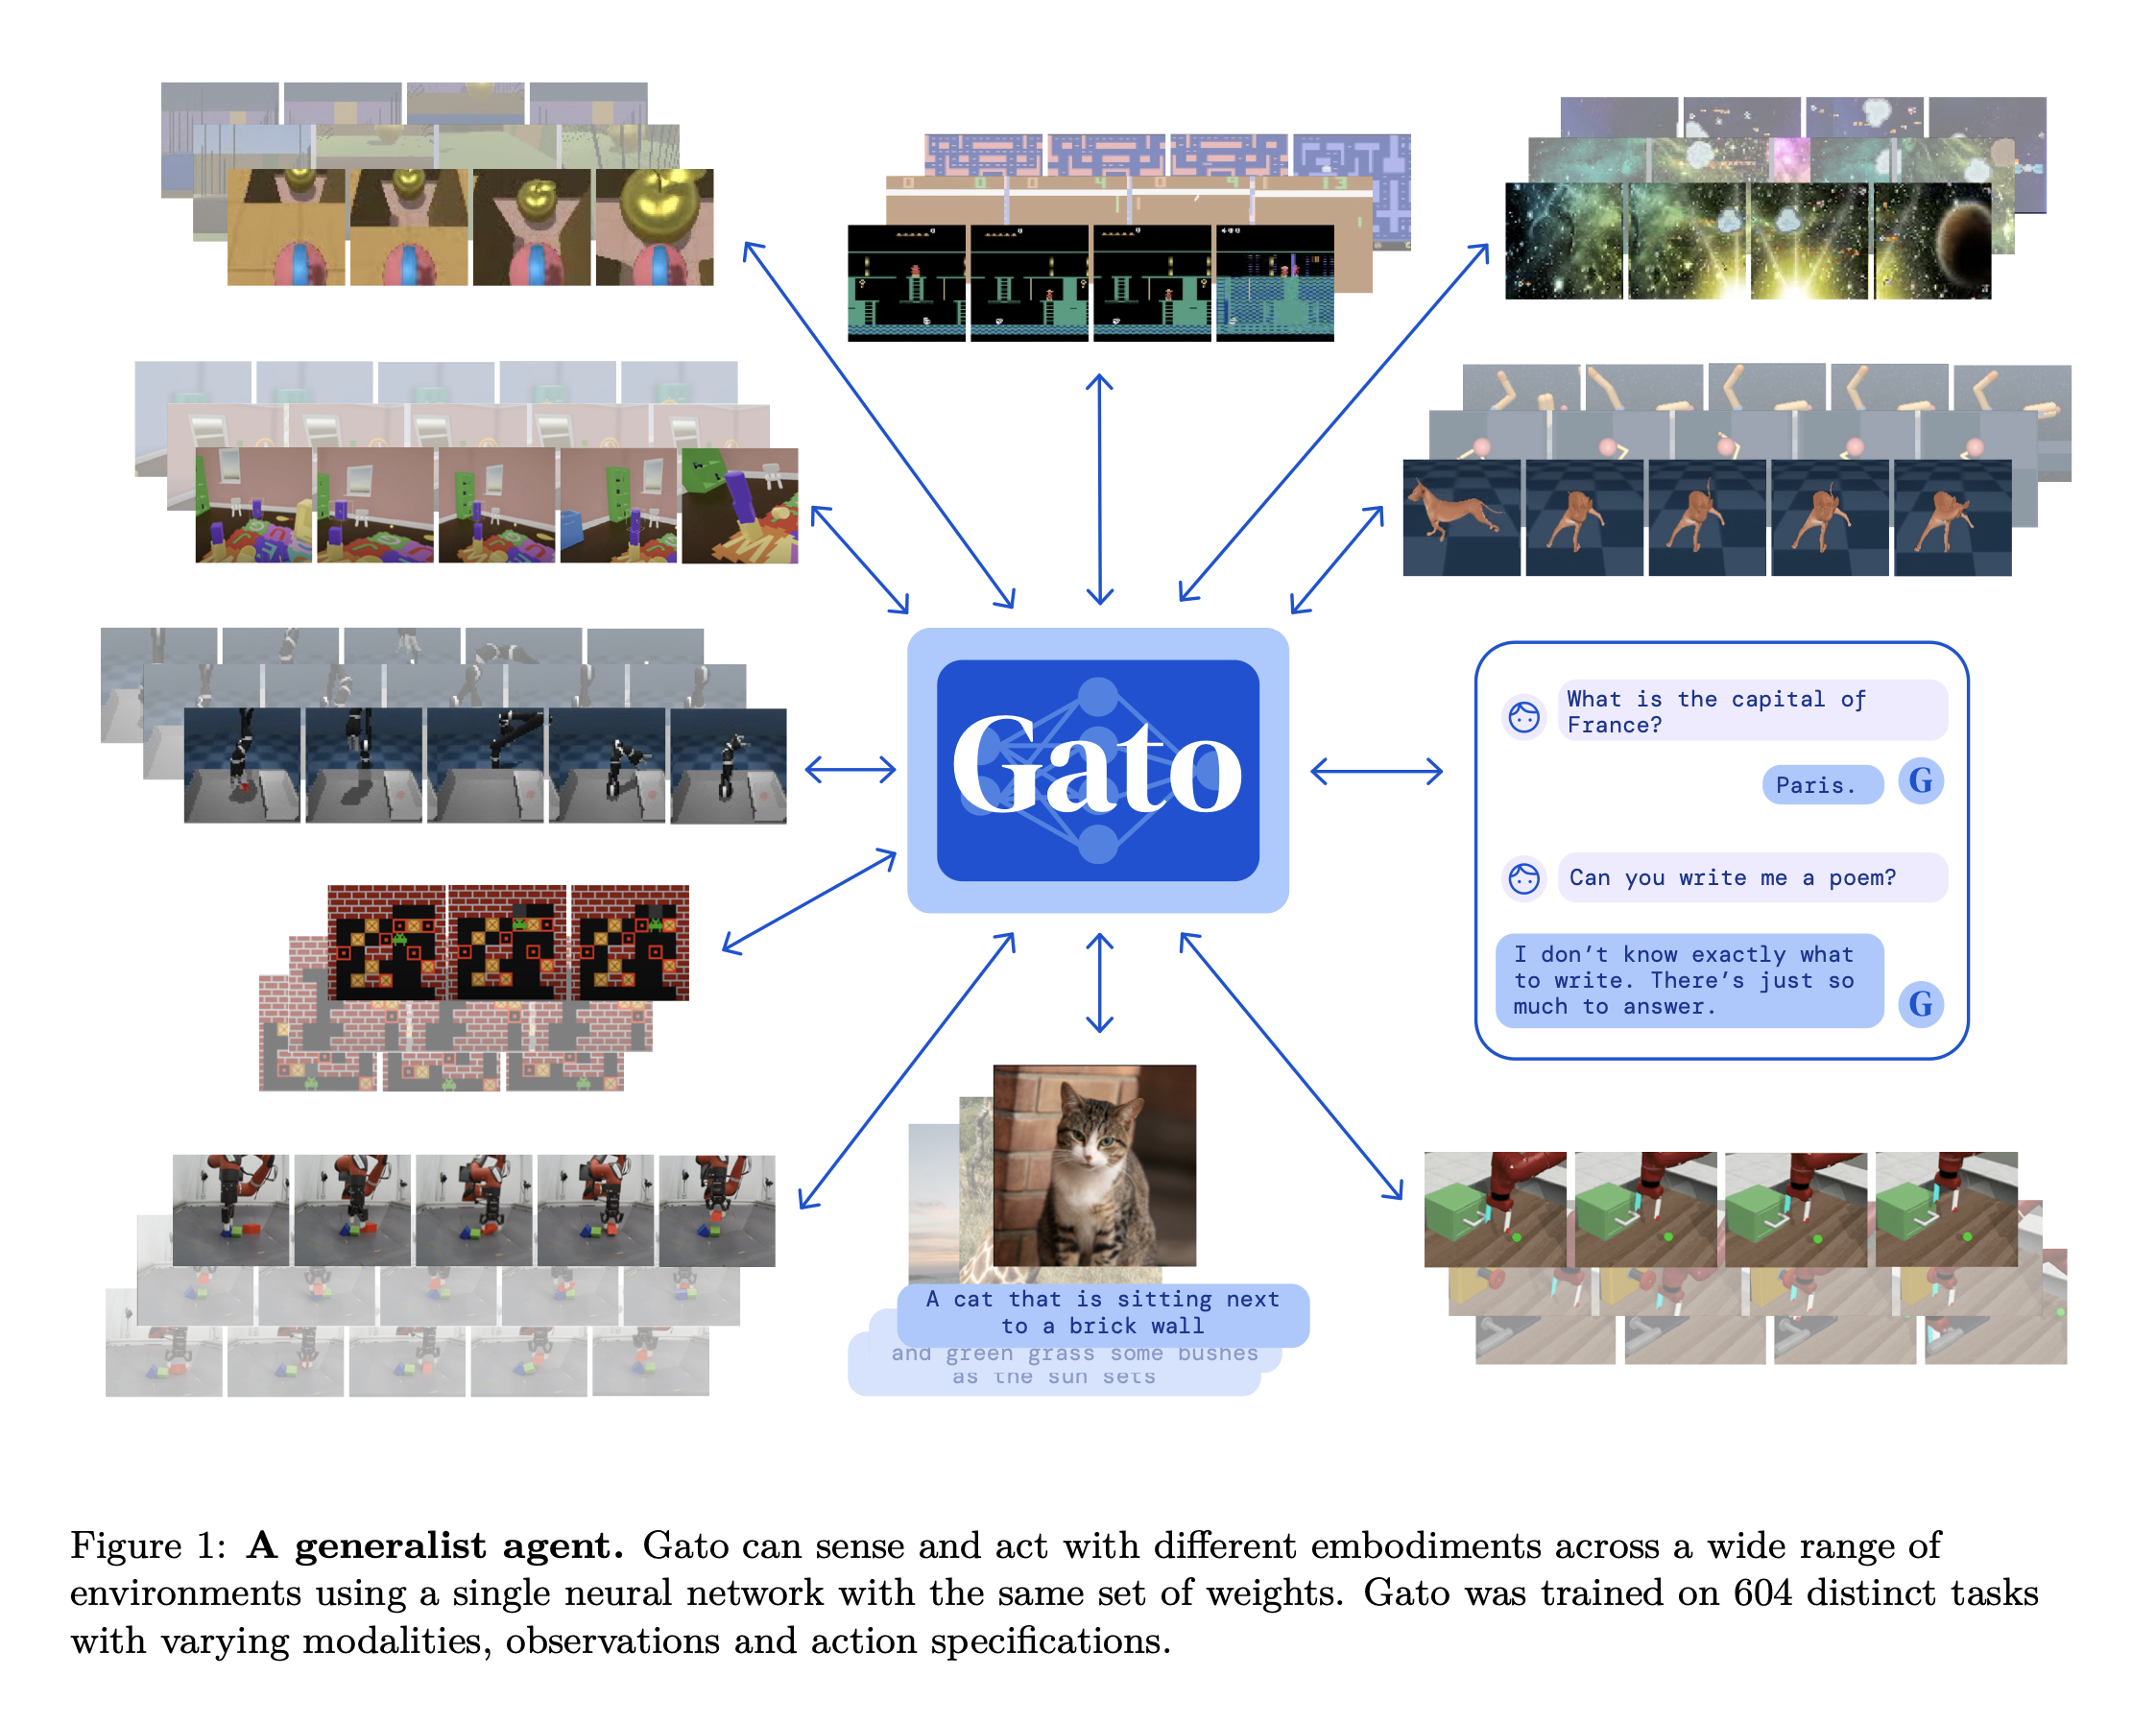 Gato
What is the capital of
France?
Paris.
G
Can you write me a poem?
I don't know exactly what
to write. There's just so
much to answer.
G
A cat that is sitting next
to a brick wall
and green grass some bushes
as the sun sets
Figure 1: A generalist agent. Gato can sense and act with different embodiments across a wide range of
environments using a single neural network with the same set of weights. Gato was trained on 604 distinct tasks
with varying modalities, observations and action specifications.